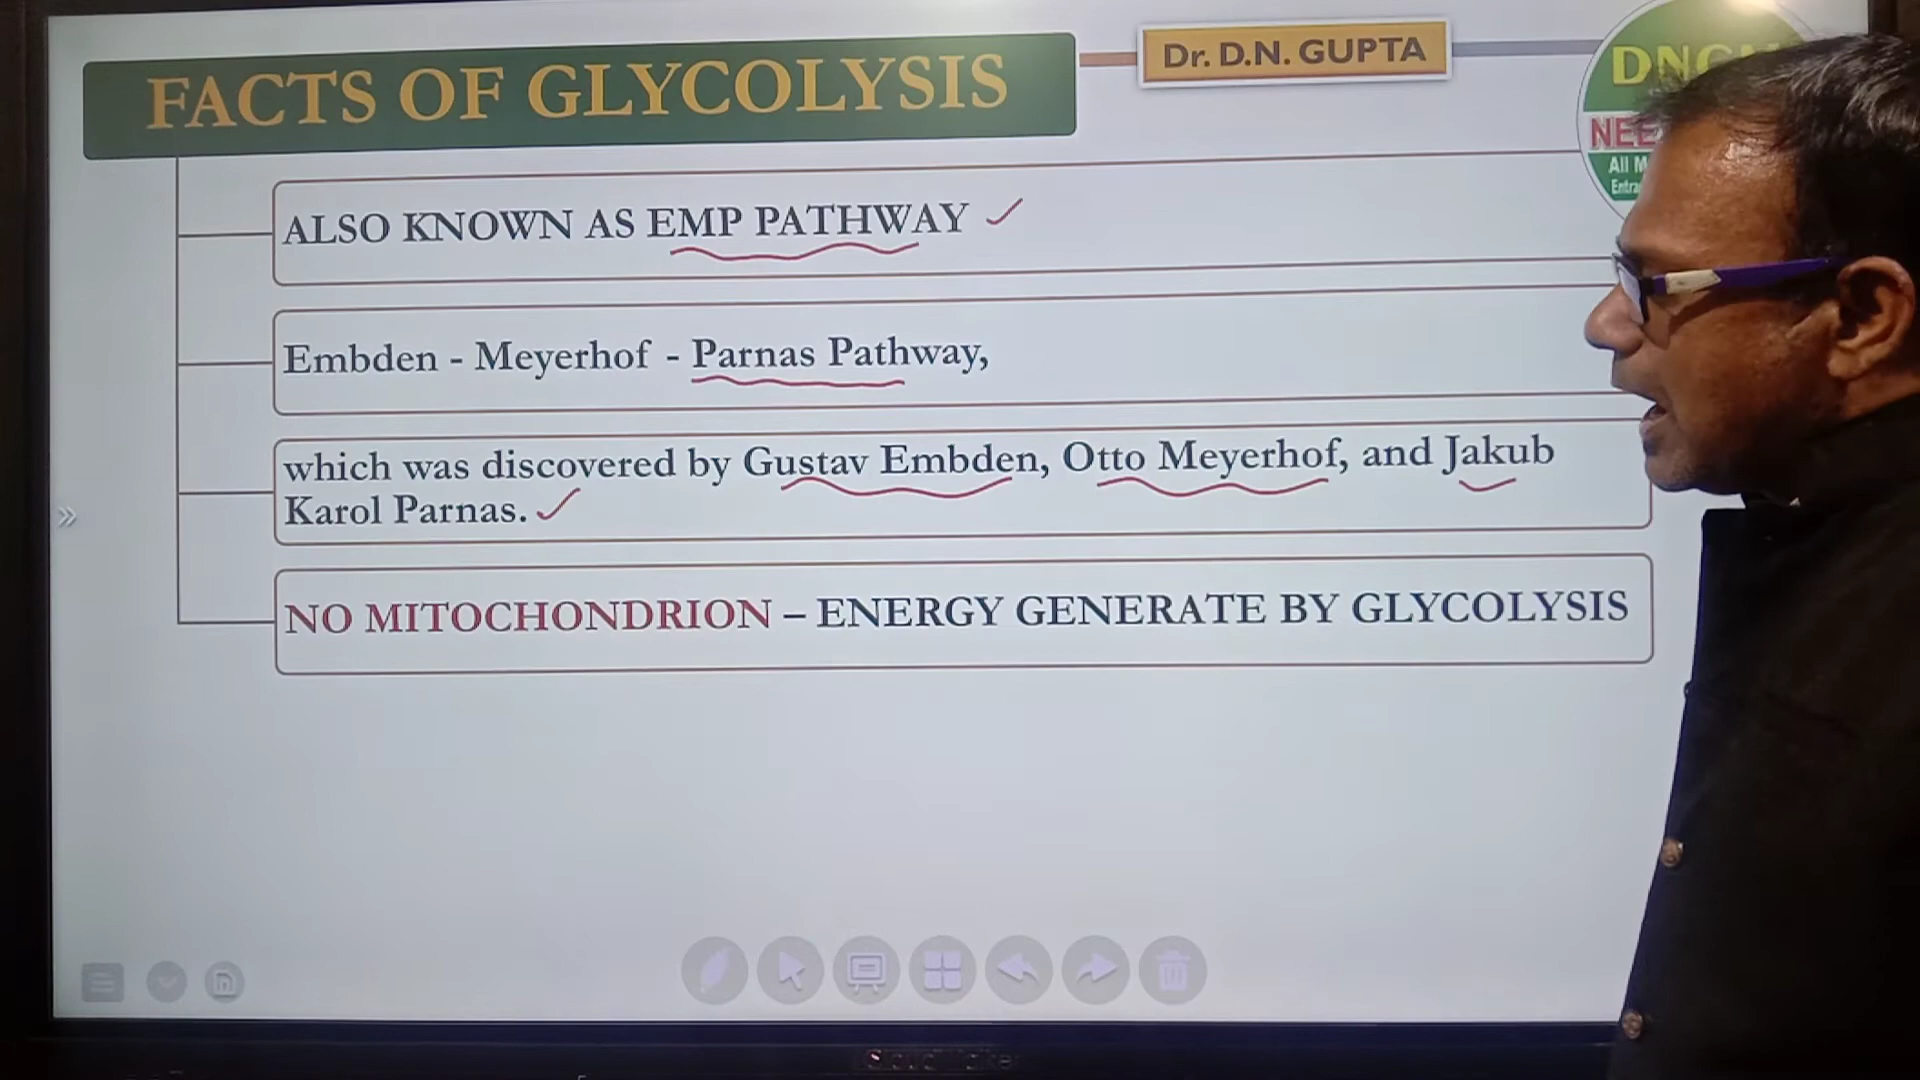 FACTS OF GLYCOLYSIS
Dr. D.N. GUPTA
ALSO KNOWN AS EMP PATHWAY
Embden - Meyerhof - Parnas Pathway,
which was discovered by Gustav Embden, Otto Meyerhof, and Jakub
Karol Parnas.
NO MITOCHONDRION – ENERGY GENERATE BY GLYCOLYSIS
All